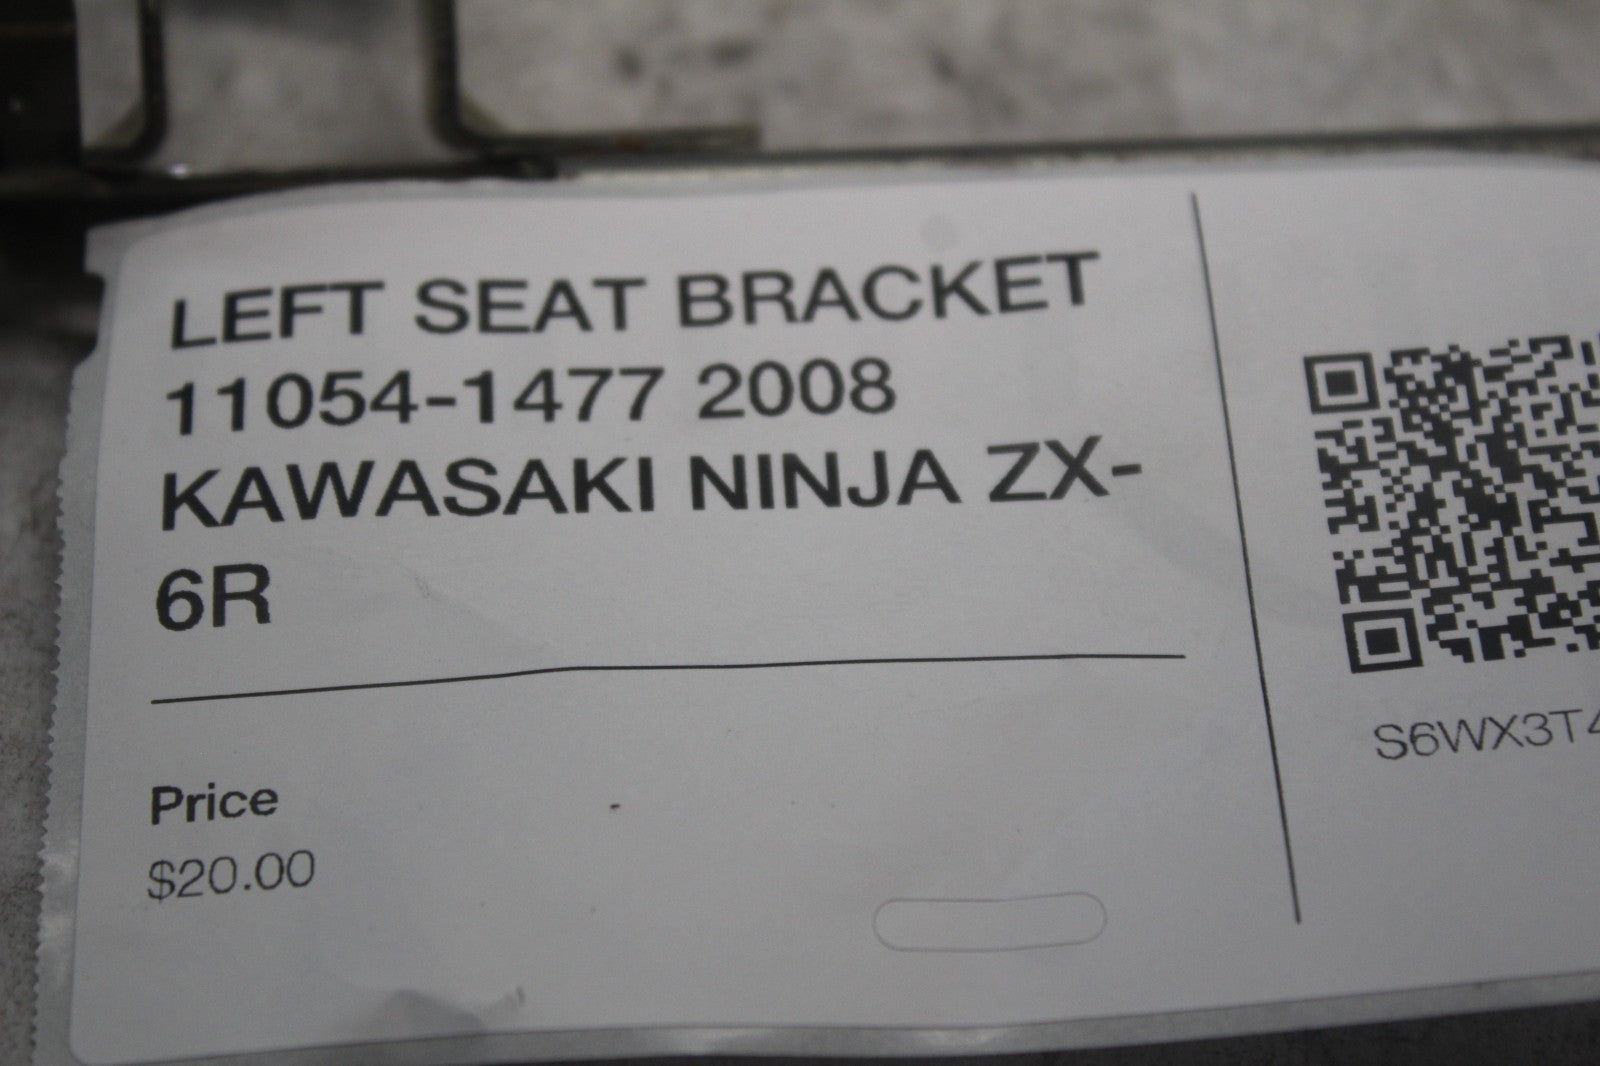 LEFT SEAT BRACKET
11054-1477 2008
KAWASAKI NINJA ZX-
6R
Price
$20.00
S6WX3T4